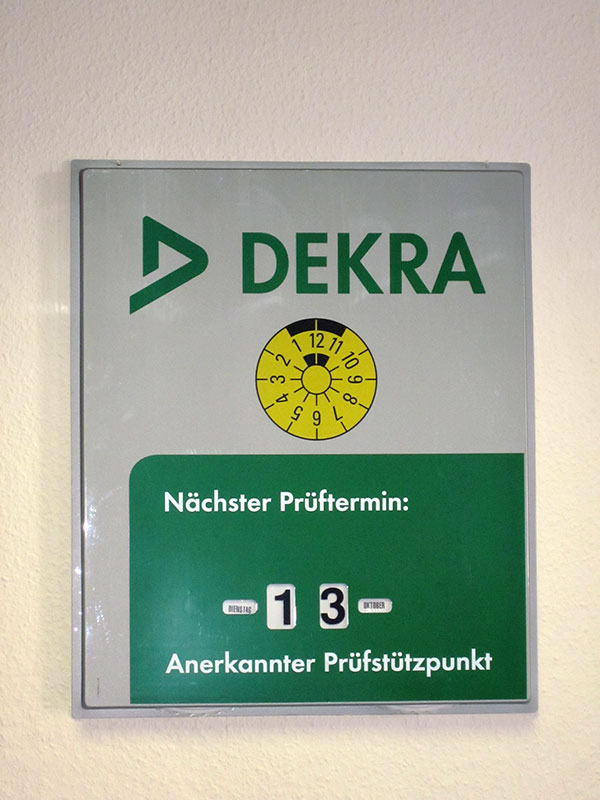 DEKRA
1 12 11
2 10
3 9
4 8
5 6 7
Nächster Prüftermin:
DIENSTAG 1 3 OKTOBER
Anerkannter Prüfstützpunkt